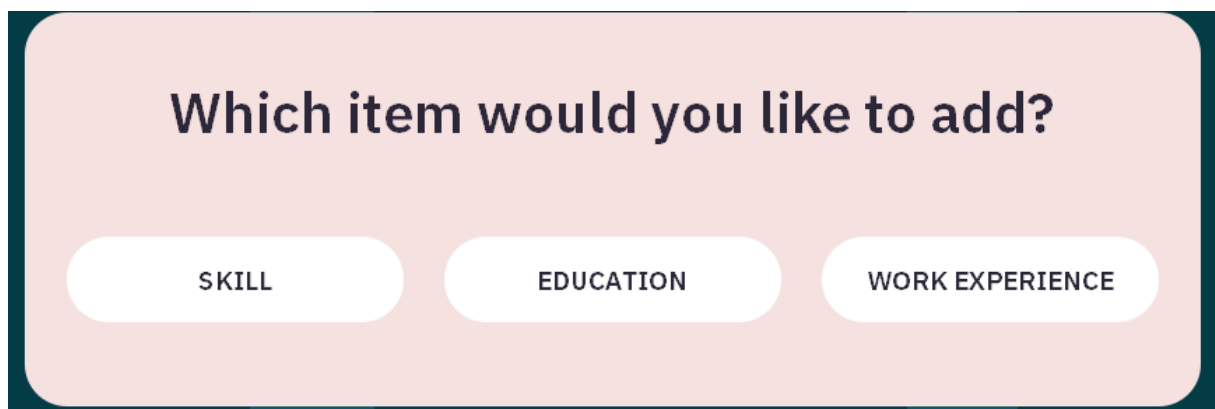 Which item would you like to add?
SKILL
EDUCATION
WORK EXPERIENCE